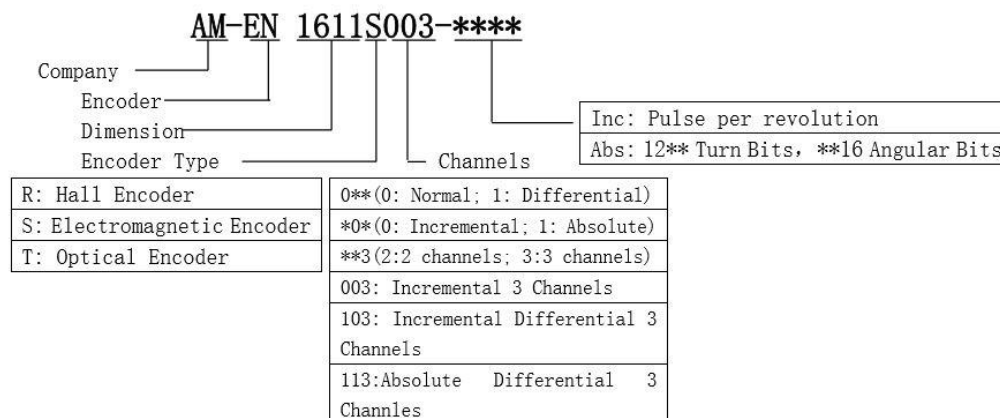 AM-EN 1611S003-****
Company
Encoder
Dimension
Encoder Type
Channels
Inc: Pulse per revolution
Abs: 12** Turn Bits, **16 Angular Bits
R: Hall Encoder
S: Electromagnetic Encoder
T: Optical Encoder
0**(0: Normal; 1: Differential)
*0*(0: Incremental; 1: Absolute)
**3(2:2 channels; 3:3 channels)
003: Incremental 3 Channels
103: Incremental Differential 3
Channels
113:Absolute Differential 3
Channles